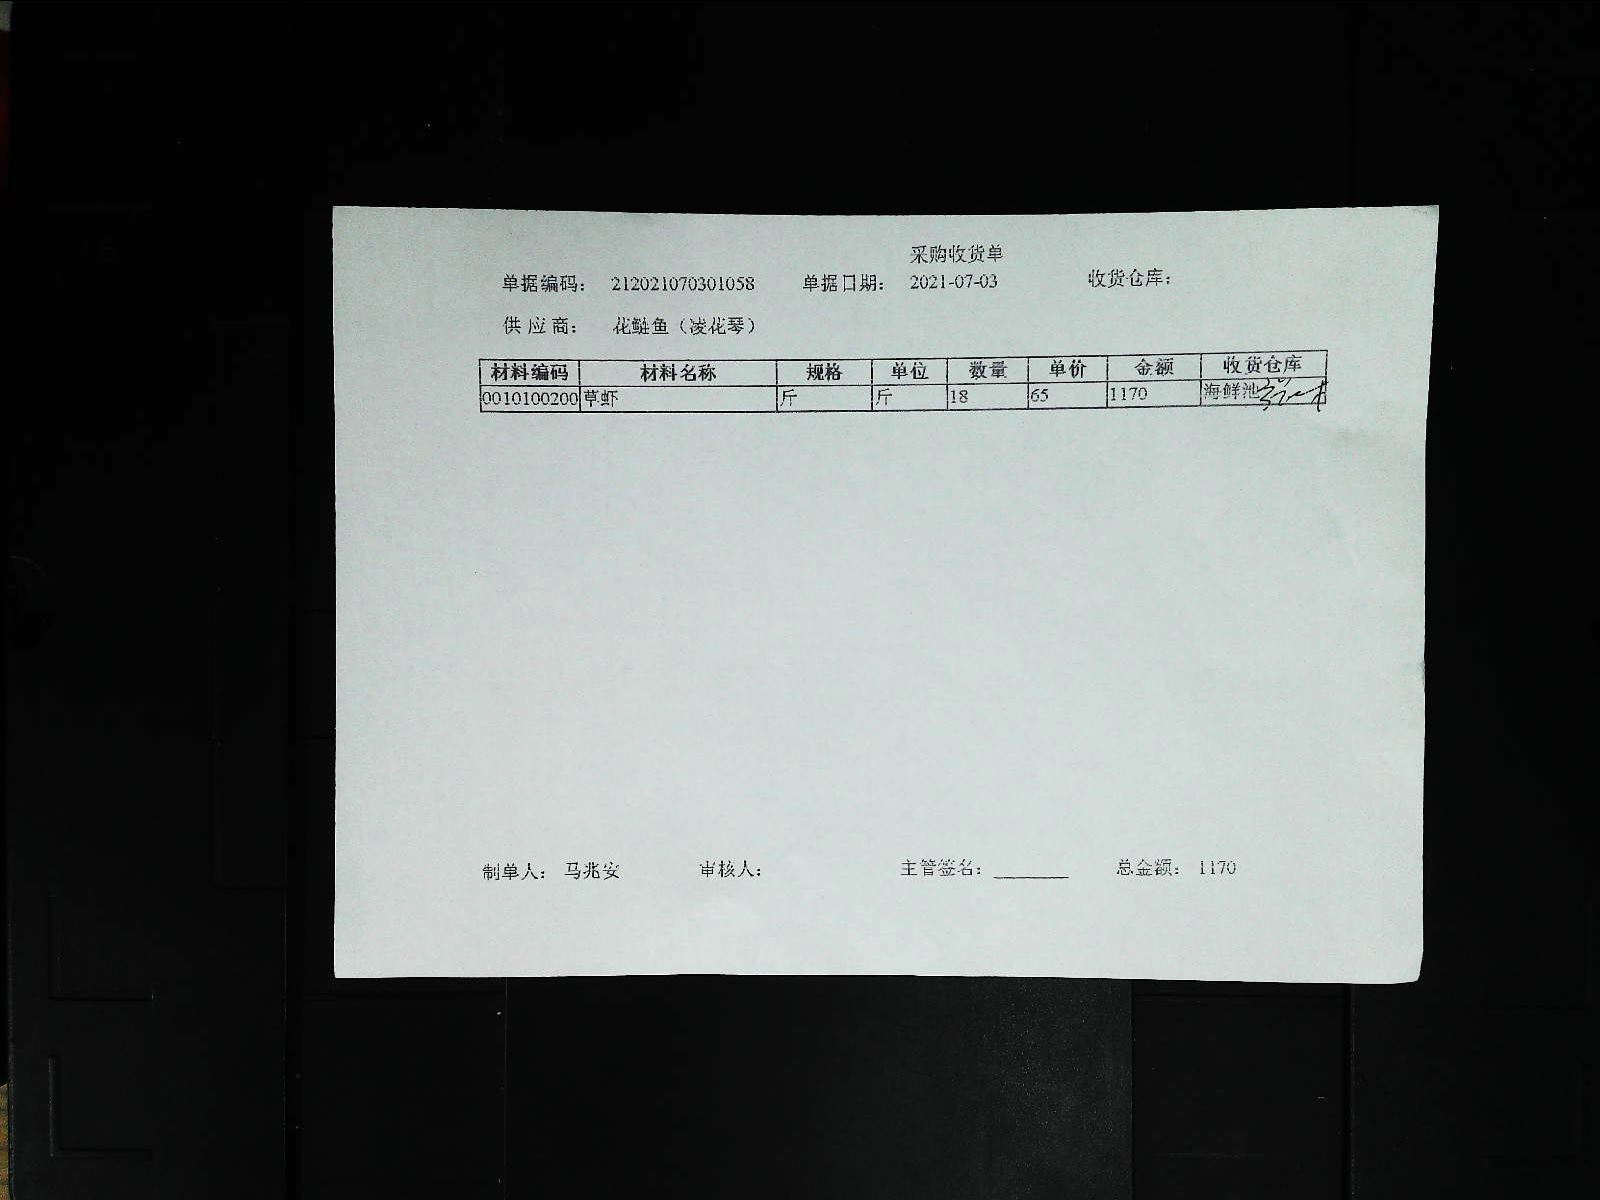 采购收货单
单据编码： 212021070301058 单据日期： 2021-07-03 收货仓库：
供 应 商： 花鲢鱼（凌花琴）
材料编码 材料名称 规格 单位 数量 单价 金额 收货仓库
0010100200 草虾 斤 斤 18 65 1170 海鲜池
制单人： 马兆安 审核人： 主管签名：________ 总金额： 1170